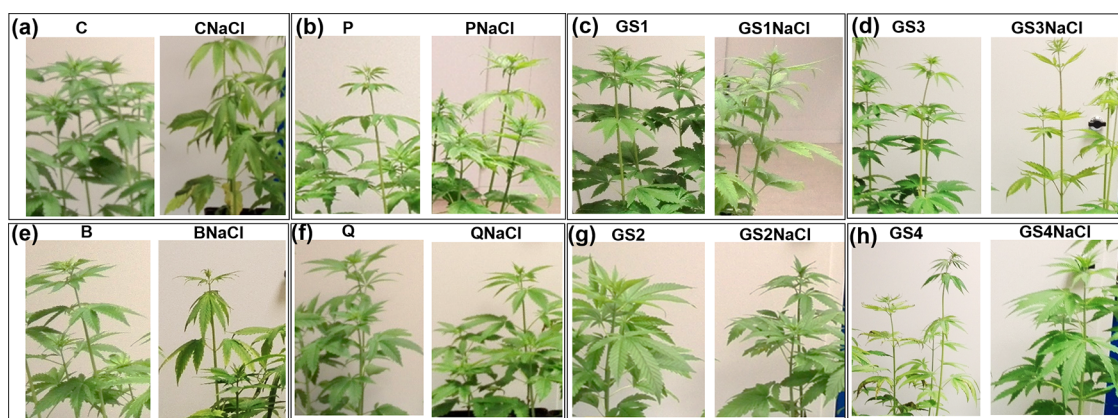 (a) C CNaCl
(b) P PNaCl
(c) GS1 GS1NaCl
(d) GS3 GS3NaCl
(e) B BNaCl
(f) Q QNaCl
(g) GS2 GS2NaCl
(h) GS4 GS4NaCl